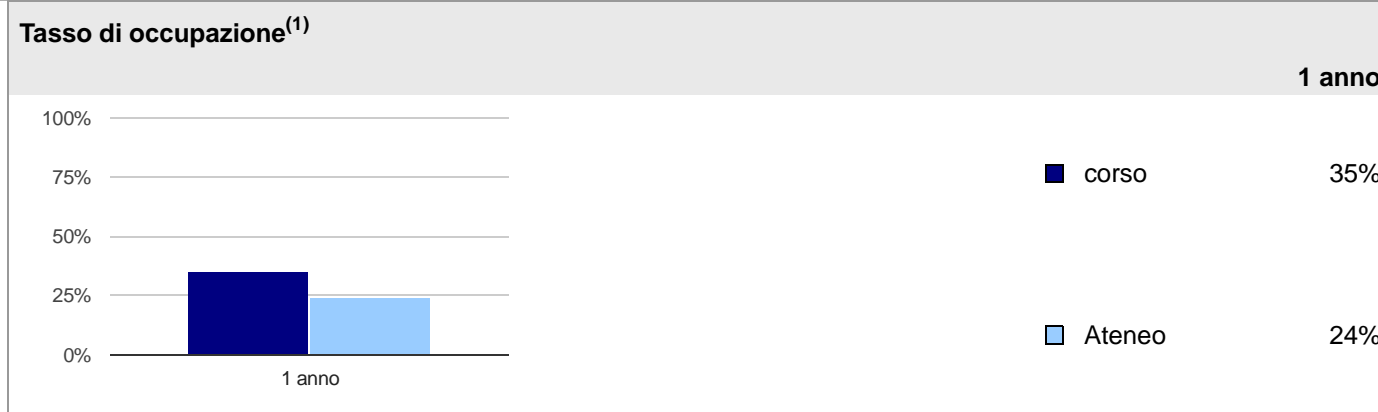 Tasso di occupazione(1)
1 anno
100%
75%
50%
25%
0%
1 anno
corso 35%
Ateneo 24%